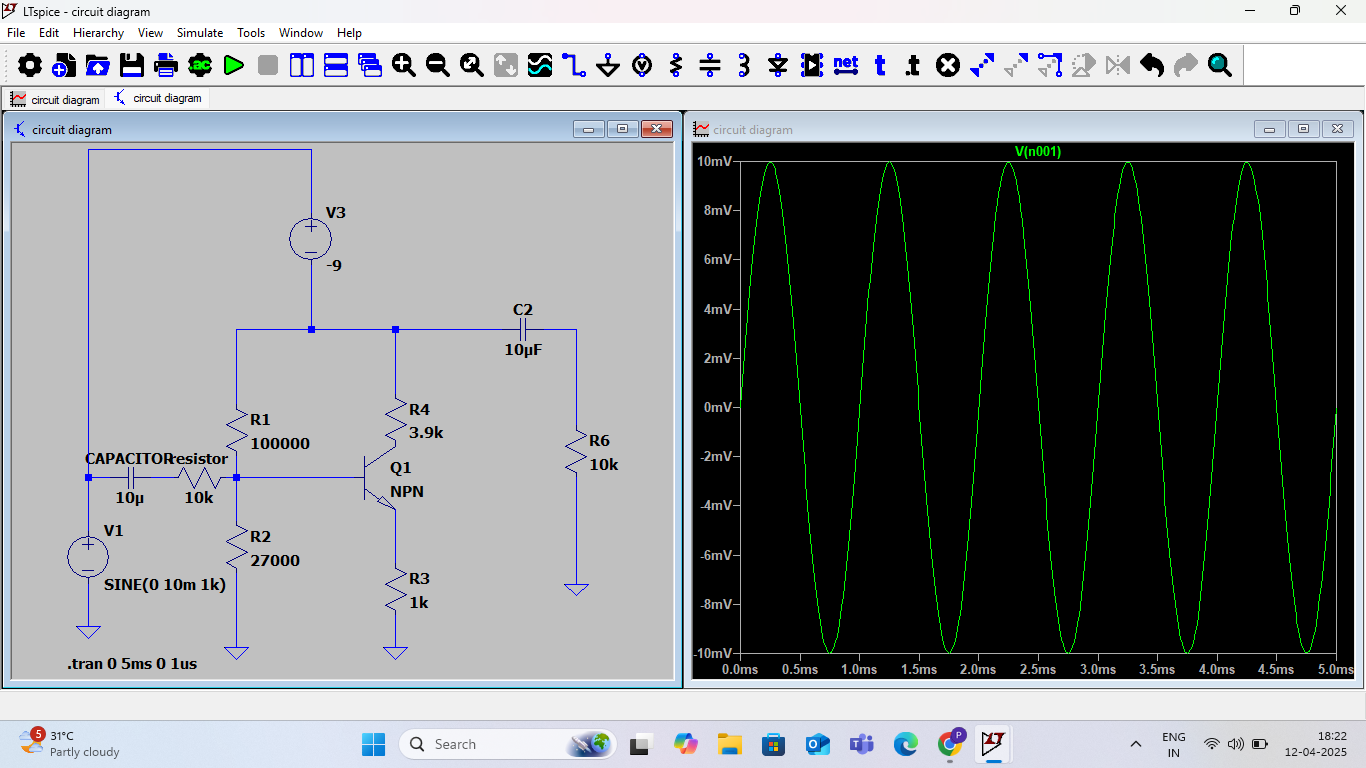 LTspice - circuit diagram
File Edit Hierarchy View Simulate Tools Window Help
.ac net t .t
circuit diagram circuit diagram
circuit diagram
V3
-9
C2
10µF
R1
100000
R4
3.9k
R6
10k
CAPACITOR resistor
10µ 10k
Q1
NPN
V1
SINE(0 10m 1k)
R2
27000
R3
1k
.tran 0 5ms 0 1us
circuit diagram
V(n001)
10mV
8mV
6mV
4mV
2mV
0mV
-2mV
-4mV
-6mV
-8mV
-10mV
0.0ms 0.5ms 1.0ms 1.5ms 2.0ms 2.5ms 3.0ms 3.5ms 4.0ms 4.5ms 5.0ms
5
31°C
Partly cloudy
Search
P
LT
ENG
IN
18:22
12-04-2025